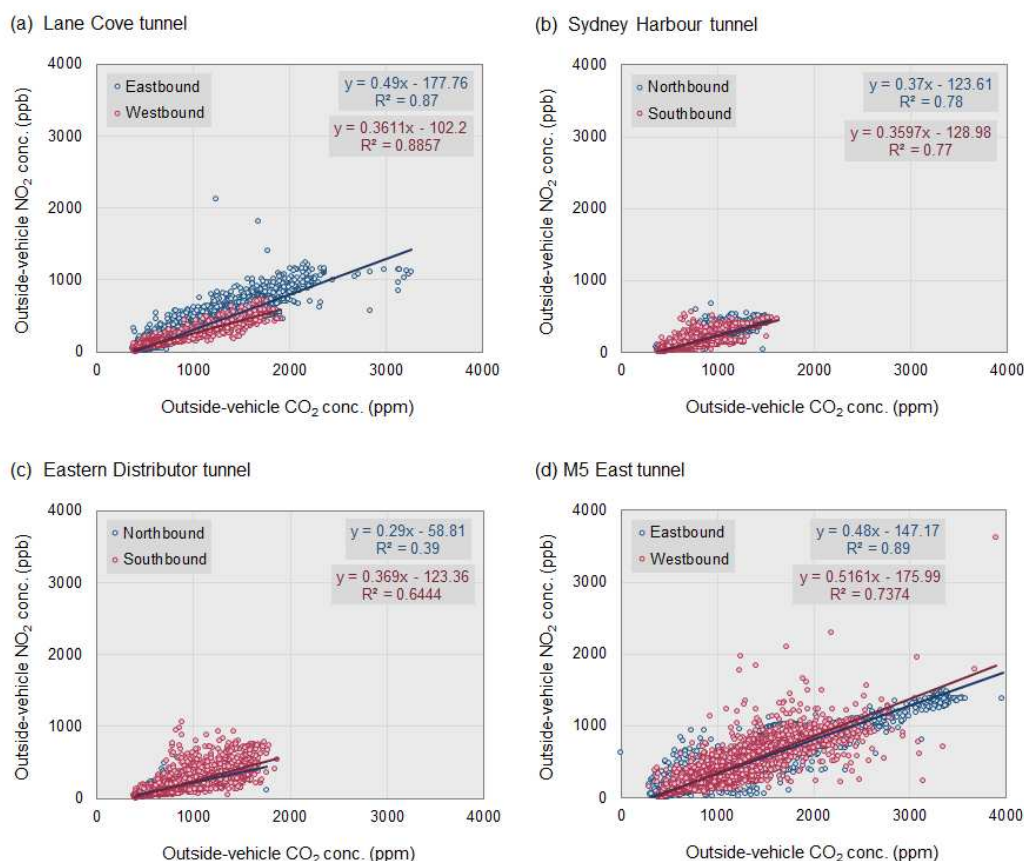 (a) Lane Cove tunnel
Outside-vehicle NO₂ conc. (ppb)
4000
3000
2000
1000
0
Eastbound
Westbound
y = 0.49x - 177.76
R² = 0.87
y = 0.3611x - 102.2
R² = 0.8857
0 1000 2000 3000 4000
Outside-vehicle CO₂ conc. (ppm)
(b) Sydney Harbour tunnel
Outside-vehicle NO₂ conc. (ppb)
4000
3000
2000
1000
0
Northbound
Southbound
y = 0.37x - 123.61
R² = 0.78
y = 0.3597x - 128.98
R² = 0.77
0 1000 2000 3000 4000
Outside-vehicle CO₂ conc. (ppm)
(c) Eastern Distributor tunnel
Outside-vehicle NO₂ conc. (ppb)
4000
3000
2000
1000
0
Northbound
Southbound
y = 0.29x - 58.81
R² = 0.39
y = 0.369x - 123.36
R² = 0.6444
0 1000 2000 3000 4000
Outside-vehicle CO₂ conc. (ppm)
(d) M5 East tunnel
Outside-vehicle NO₂ conc. (ppb)
4000
3000
2000
1000
0
Eastbound
Westbound
y = 0.48x - 147.17
R² = 0.89
y = 0.5161x - 175.99
R² = 0.7374
0 1000 2000 3000 4000
Outside-vehicle CO₂ conc. (ppm)